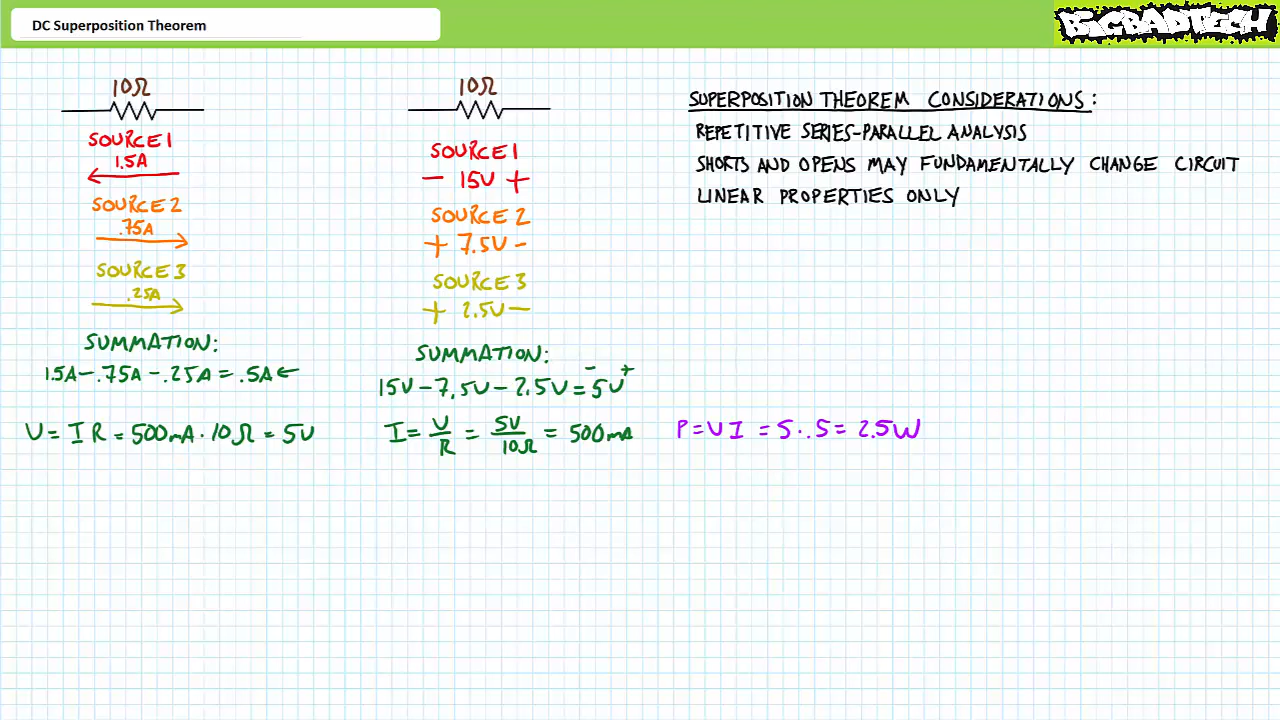 DC Superposition Theorem
BIGBADTECH
10Ω
SOURCE 1
1.5A
SOURCE 2
.75A
SOURCE 3
.25A
SUMMATION:
1.5A - .75A - .25A = .5A ←
V = I R = 500mA · 10Ω = 5V
10Ω
SOURCE 1
- 15V +
SOURCE 2
+ 7.5V -
SOURCE 3
+ 2.5V -
SUMMATION:
15V - 7.5V - 2.5V = - 5V +
I = V/R = 5V/10Ω = 500mA
SUPERPOSITION THEOREM CONSIDERATIONS:
REPETITIVE SERIES-PARALLEL ANALYSIS
SHORTS AND OPENS MAY FUNDAMENTALLY CHANGE CIRCUIT
LINEAR PROPERTIES ONLY
P = V I = 5 · .5 = 2.5W